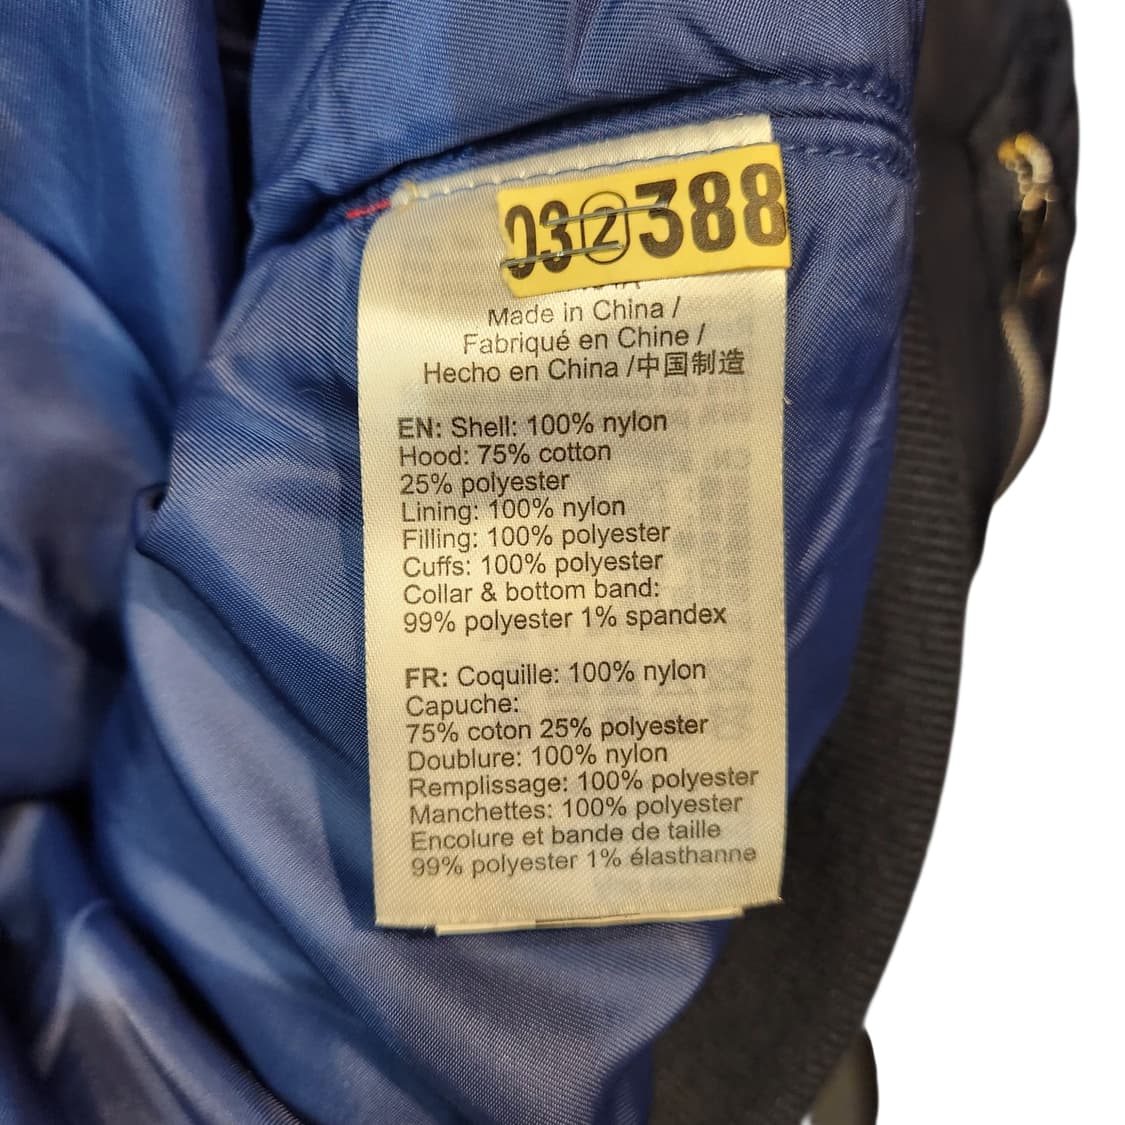 03②388
Made in China /
Fabriqué en Chine /
Hecho en China /中国制造
EN: Shell: 100% nylon
Hood: 75% cotton
25% polyester
Lining: 100% nylon
Filling: 100% polyester
Cuffs: 100% polyester
Collar & bottom band:
99% polyester 1% spandex
FR: Coquille: 100% nylon
Capuche:
75% coton 25% polyester
Doublure: 100% nylon
Remplissage: 100% polyester
Manchettes: 100% polyester
Encolure et bande de taille
99% polyester 1% élasthanne